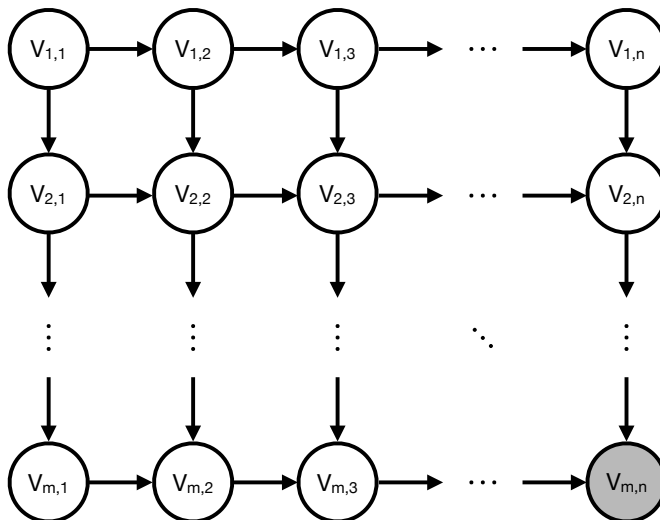 V1,1 V1,2 V1,3 ... V1,n
V2,1 V2,2 V2,3 ... V2,n
⋮ ⋮ ⋮ ⋱ ⋮
Vm,1 Vm,2 Vm,3 ... Vm,n